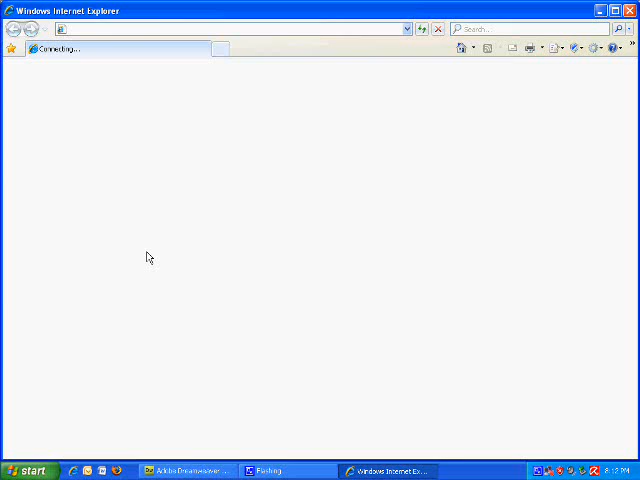 Windows Internet Explorer
Search...
Connecting...
start
Adobe Dreamweaver ...
Flashing
Windows Internet Ex...
8:12 PM